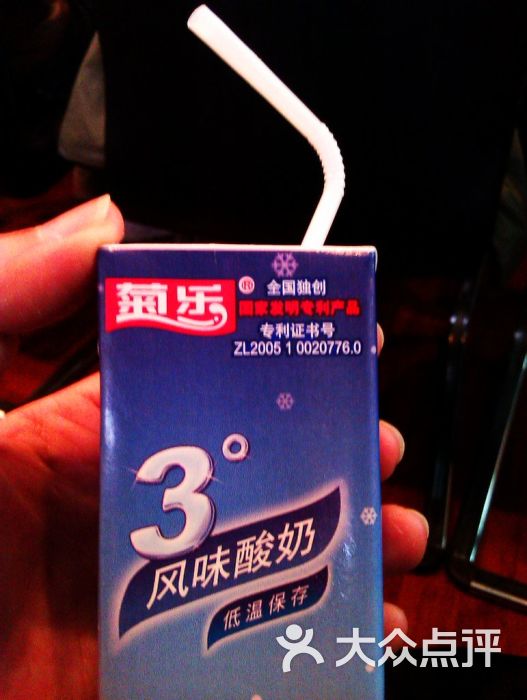 菊乐®
全国独创
国家发明专利产品
专利证书号
ZL2005 1 0020776.0
3°
风味酸奶
低温保存
大众点评